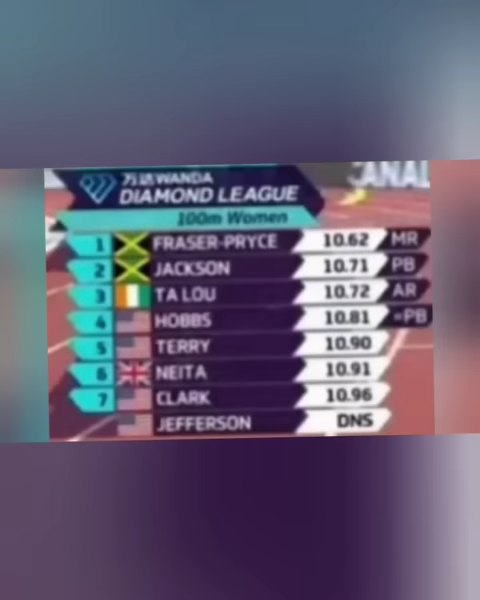 万达WANDA
DIAMOND LEAGUE
100m Women
1 FRASER-PRYCE 10.62 MR
2 JACKSON 10.71 PB
3 TA LOU 10.72 AR
4 HOBBS 10.81 =PB
5 TERRY 10.90
6 NEITA 10.91
7 CLARK 10.96
JEFFERSON DNS